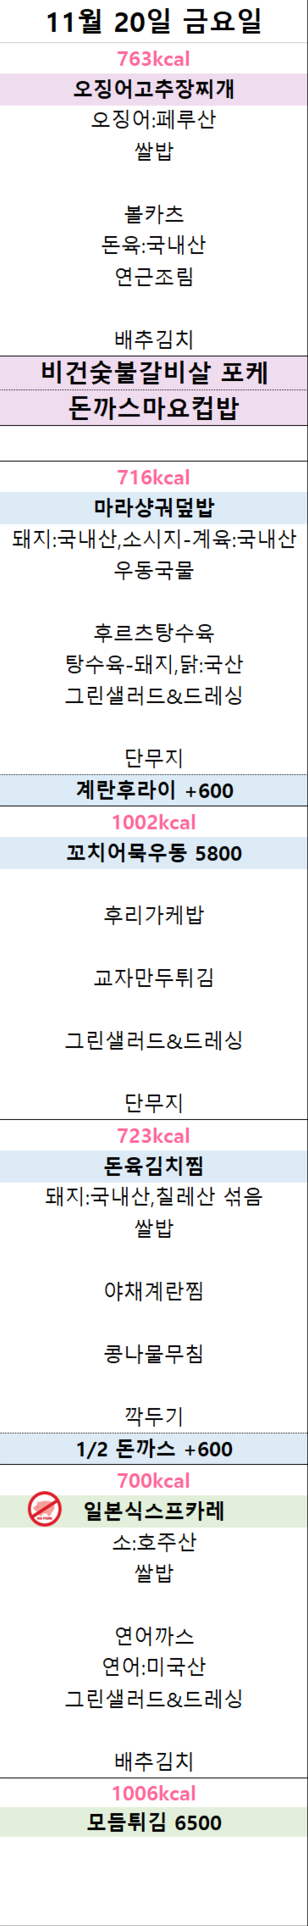 11월 20일 금요일
763kcal
오징어고추장찌개
오징어:페루산
쌀밥
볼카츠
돈육:국내산
연근조림
배추김치
비건숯불갈비살 포케
돈까스마요컵밥
716kcal
마라샹궈덮밥
돼지:국내산,소시지-계육:국내산
우동국물
후르츠탕수육
탕수육-돼지,닭:국산
그린샐러드&드레싱
단무지
계란후라이 +600
1002kcal
꼬치어묵우동 5800
후리가케밥
교자만두튀김
그린샐러드&드레싱
단무지
723kcal
돈육김치찜
돼지:국내산,칠레산 섞음
쌀밥
야채계란찜
콩나물무침
깍두기
1/2 돈까스 +600
700kcal
일본식스프카레
소:호주산
쌀밥
연어까스
연어:미국산
그린샐러드&드레싱
배추김치
1006kcal
모듬튀김 6500